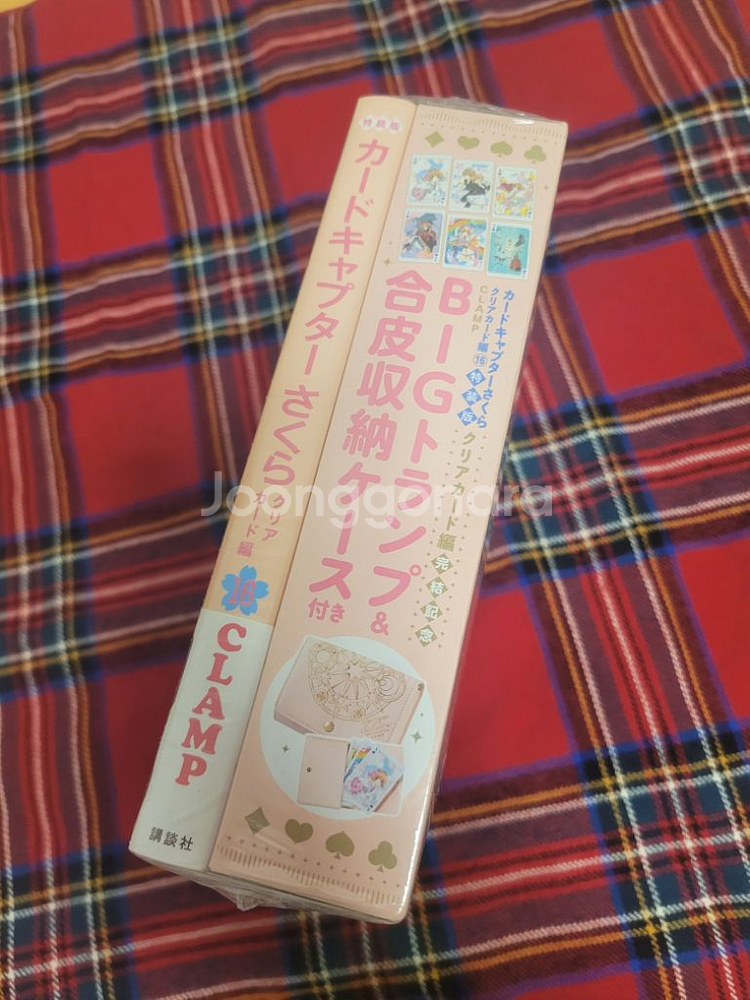 特装版
カードキャプターさくら
クリア
カード編
16
CLAMP
講談社
カードキャプターさくら
クリアカード編⑯特装版
CLAMP
クリアカード編完結記念
BIGトランプ&
合皮収納ケース付き
Joonggonara